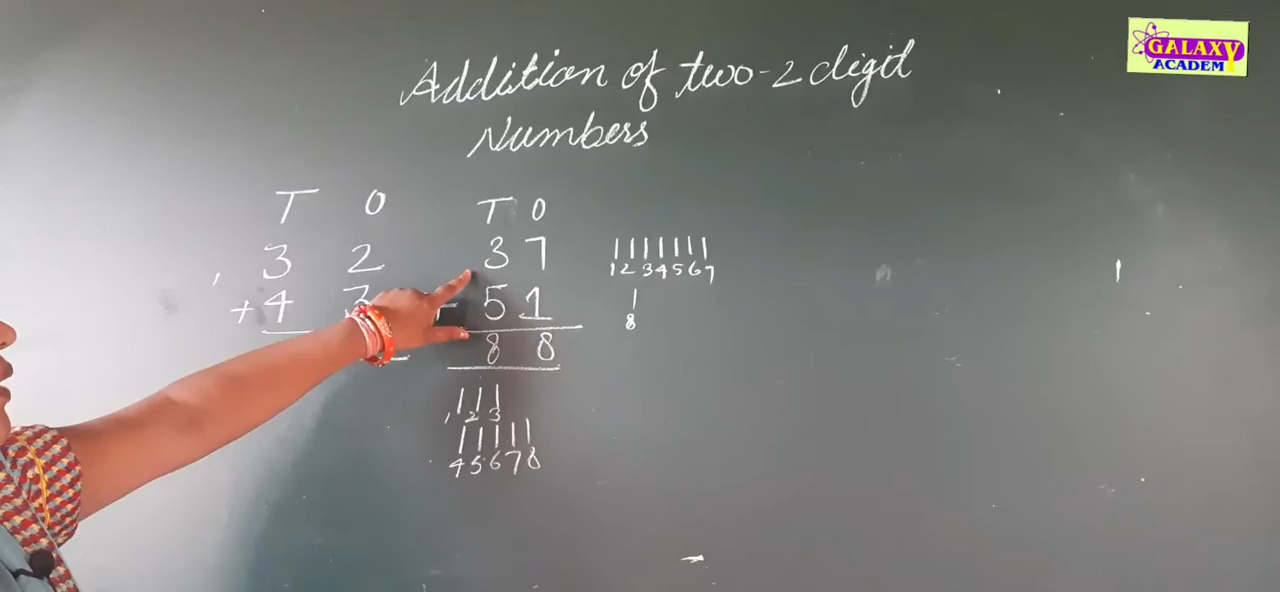 GALAXY
ACADEM
Addition of two-2 digit
Numbers
T O
3 2
+ 4
T O
3 7
5 1
8 8
1 2 3 4 5 6 7
8
1 2 3
4 5 6 7 8